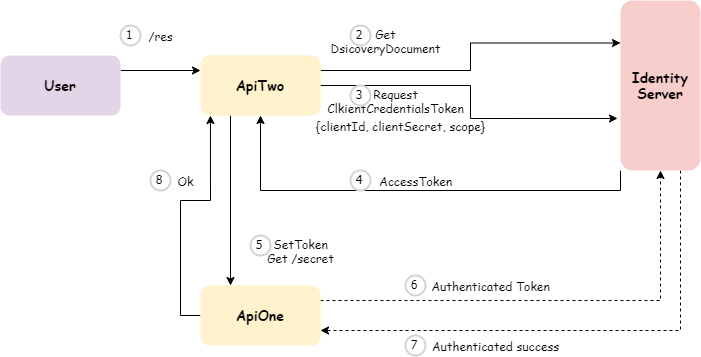 1 /res
2 Get
DsicoveryDocument
User
ApiTwo
Identity
Server
3 Request
ClkientCredentialsToken
{clientId, clientSecret, scope}
8 Ok
4 AccessToken
5 SetToken
Get /secret
6 Authenticated Token
ApiOne
7 Authenticated success